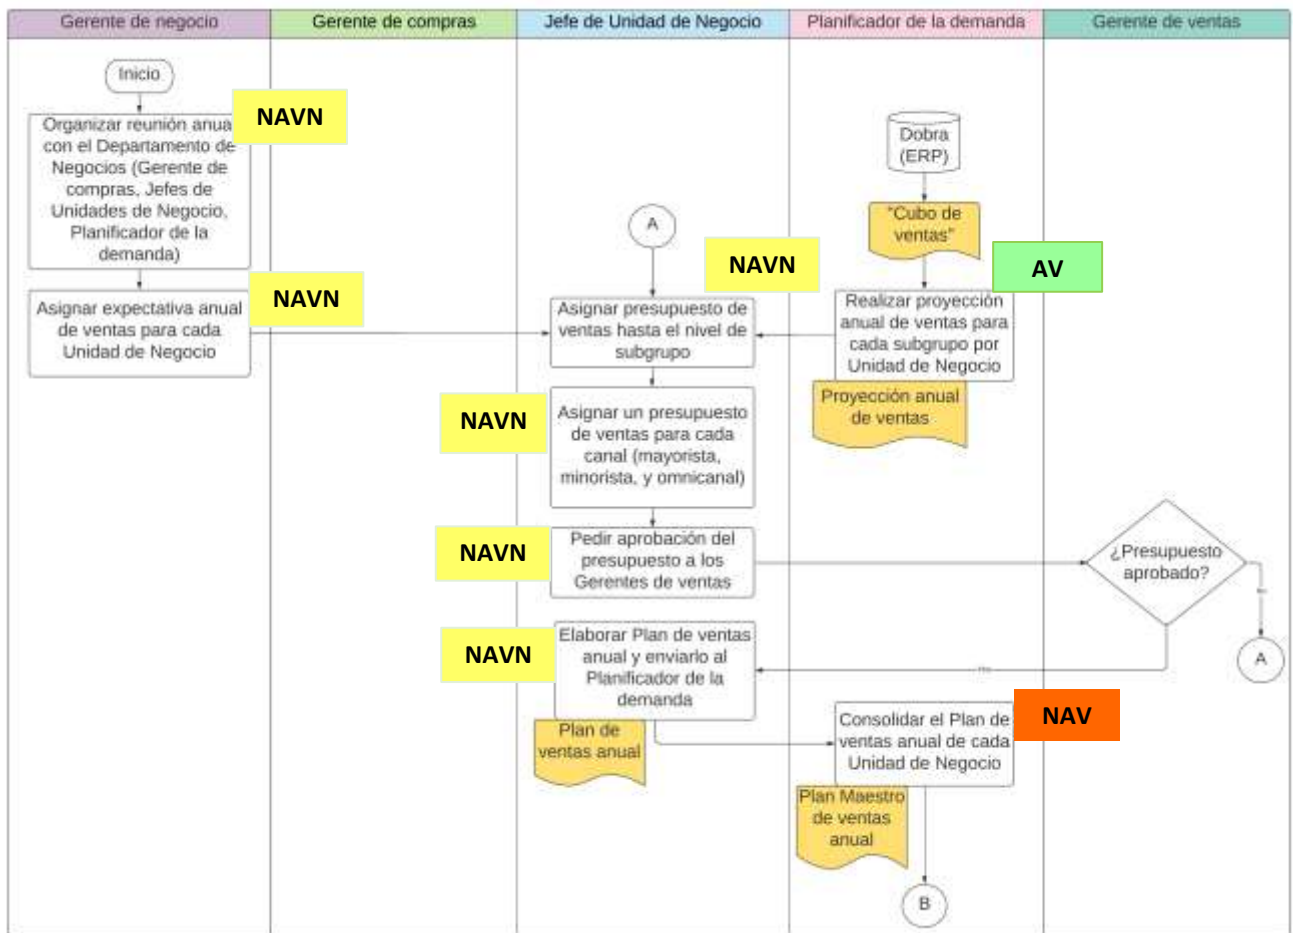 Gerente de negocio
Gerente de compras
Jefe de Unidad de Negocio
Planificador de la demanda
Gerente de ventas
Inicio
NAVN
Organizar reunión anual
con el Departamento de
Negocios (Gerente de
compras, Jefes de
Unidades de Negocio,
Planificador de la
demanda)
NAVN
Asignar expectativa anual
de ventas para cada
Unidad de Negocio
A
NAVN
Asignar presupuesto de
ventas hasta el nivel de
subgrupo
Dobra
(ERP)
"Cubo de
ventas"
AV
Realizar proyección
anual de ventas para
cada subgrupo por
Unidad de Negocio
Proyección anual
de ventas
NAVN
Asignar un presupuesto
de ventas para cada
canal (mayorista,
minorista, y omnicanal)
NAVN
Pedir aprobación del
presupuesto a los
Gerentes de ventas
¿Presupuesto
aprobado?
A
NAVN
Elaborar Plan de ventas
anual y enviarlo al
Planificador de la
demanda
Plan de
ventas anual
NAV
Consolidar el Plan de
ventas anual de cada
Unidad de Negocio
Plan Maestro
de ventas
anual
B